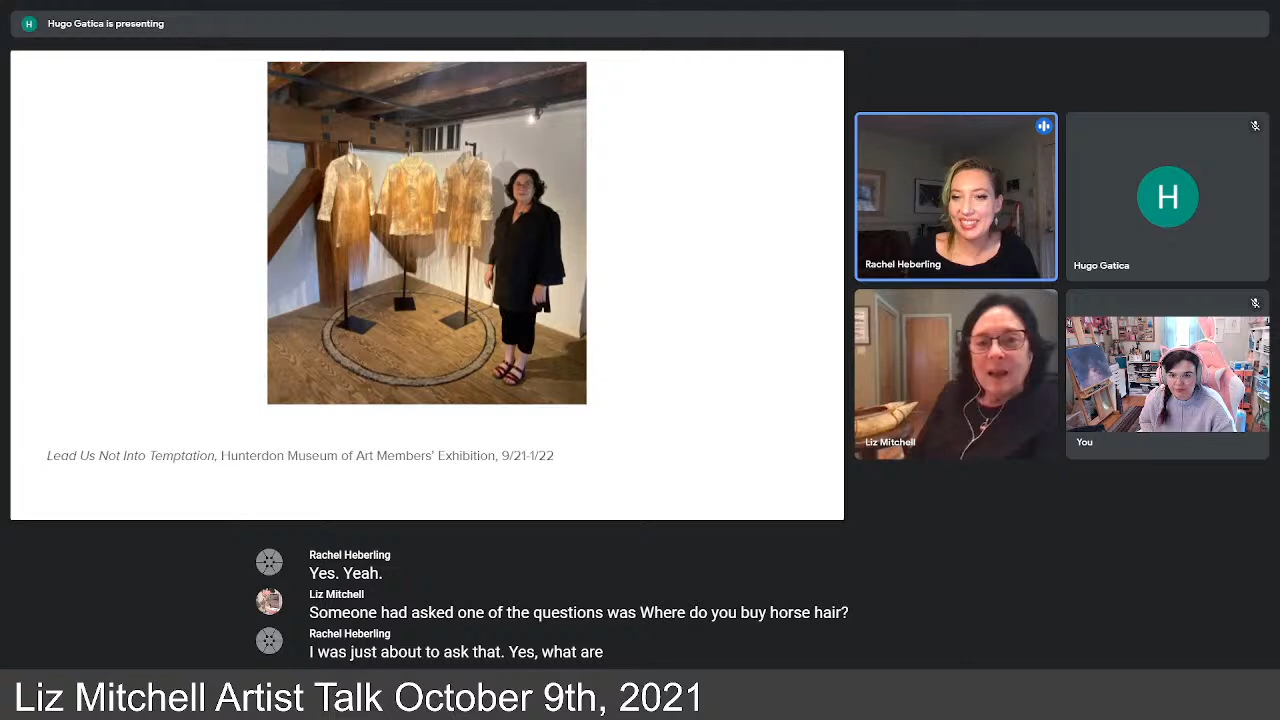 H
Hugo Gatica is presenting
Lead Us Not Into Temptation, Hunterdon Museum of Art Members' Exhibition, 9/21-1/22
Rachel Heberling
H
Hugo Gatica
Liz Mitchell
You
Rachel Heberling
Yes. Yeah.
Liz Mitchell
Someone had asked one of the questions was Where do you buy horse hair?
Rachel Heberling
I was just about to ask that. Yes, what are
Liz Mitchell Artist Talk October 9th, 2021